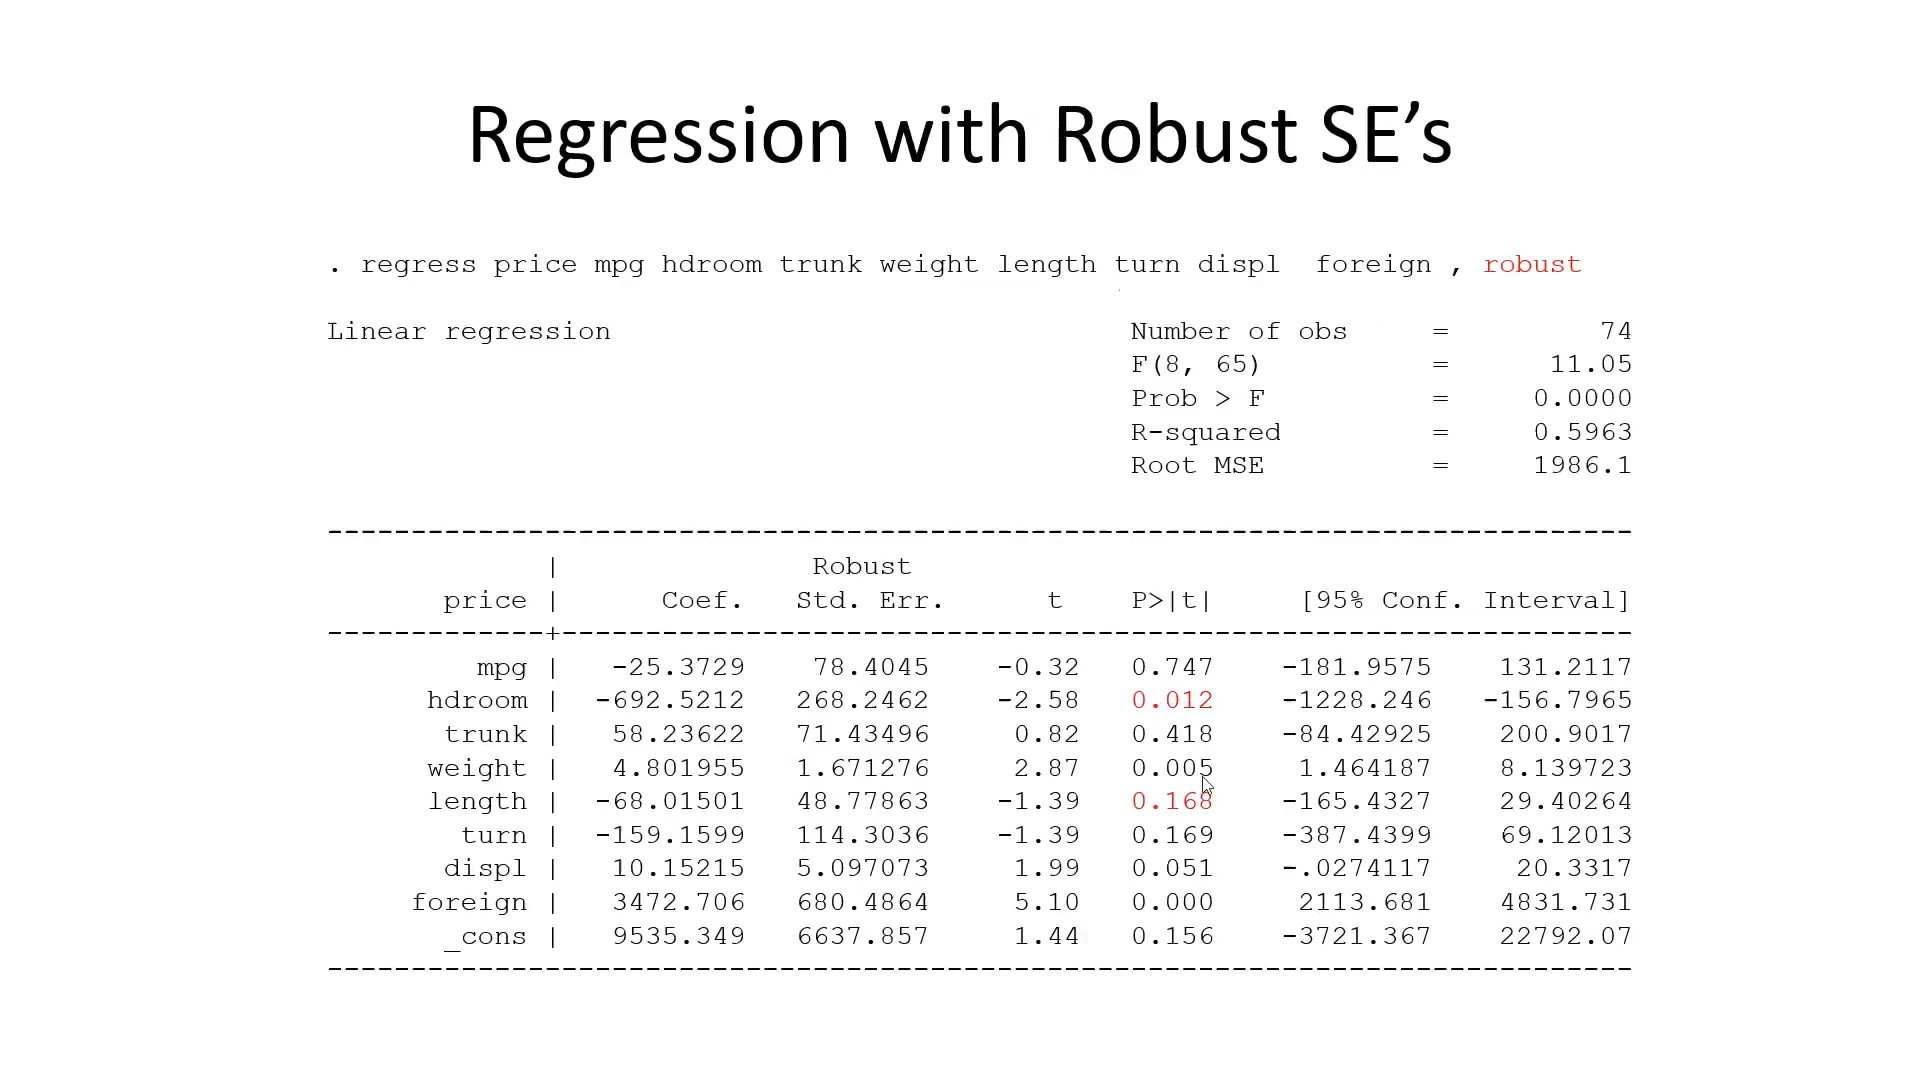 Regression with Robust SE’s
. regress price mpg hdroom trunk weight length turn displ  foreign , robust
Linear regression                               Number of obs     =         74
                                                F(8, 65)          =      11.05
                                                Prob > F          =     0.0000
                                                R-squared         =     0.5963
                                                Root MSE          =     1986.1
------------------------------------------------------------------------------
             |               Robust
       price |      Coef.   Std. Err.      t    P>|t|     [95% Conf. Interval]
-------------+----------------------------------------------------------------
         mpg |   -25.3729    78.4045    -0.32   0.747    -181.9575    131.2117
      hdroom |  -692.5212   268.2462    -2.58   0.012    -1228.246   -156.7965
       trunk |   58.23622   71.43496     0.82   0.418    -84.42925    200.9017
      weight |   4.801955   1.671276     2.87   0.005     1.464187    8.139723
      length |  -68.01501   48.77863    -1.39   0.168    -165.4327    29.40264
        turn |  -159.1599   114.3036    -1.39   0.169    -387.4399    69.12013
       displ |   10.15215   5.097073     1.99   0.051    -.0274117     20.3317
     foreign |   3472.706   680.4864     5.10   0.000     2113.681    4831.731
       _cons |   9535.349   6637.857     1.44   0.156    -3721.367    22792.07
------------------------------------------------------------------------------